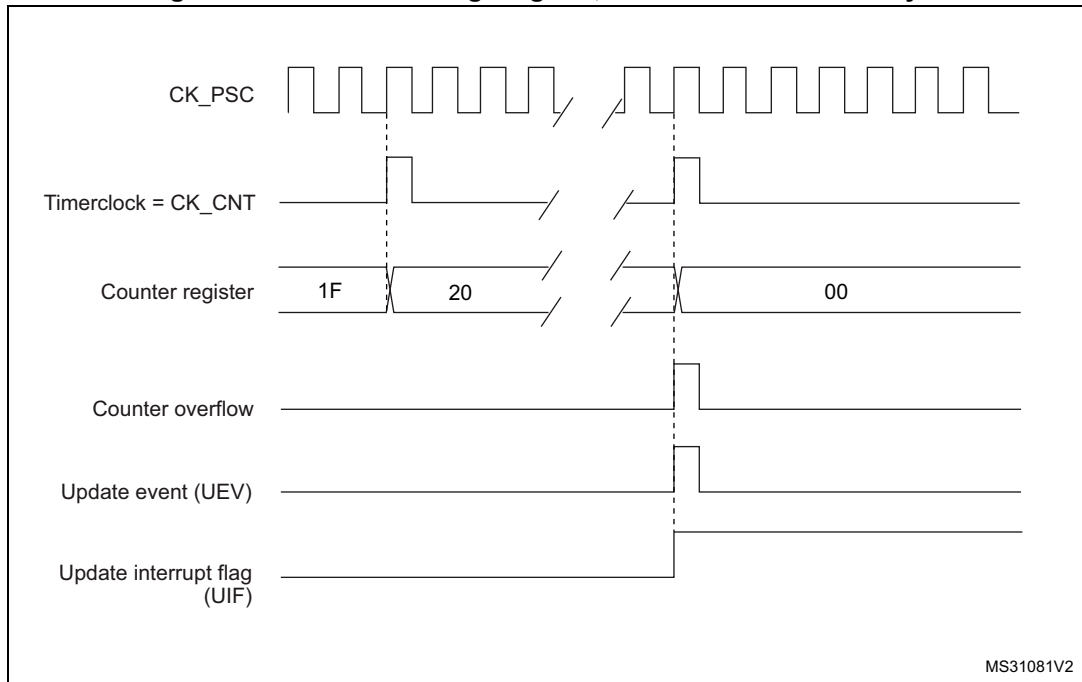 CK_PSC
Timerclock = CK_CNT
Counter register
1F
20
00
Counter overflow
Update event (UEV)
Update interrupt flag
(UIF)
MS31081V2